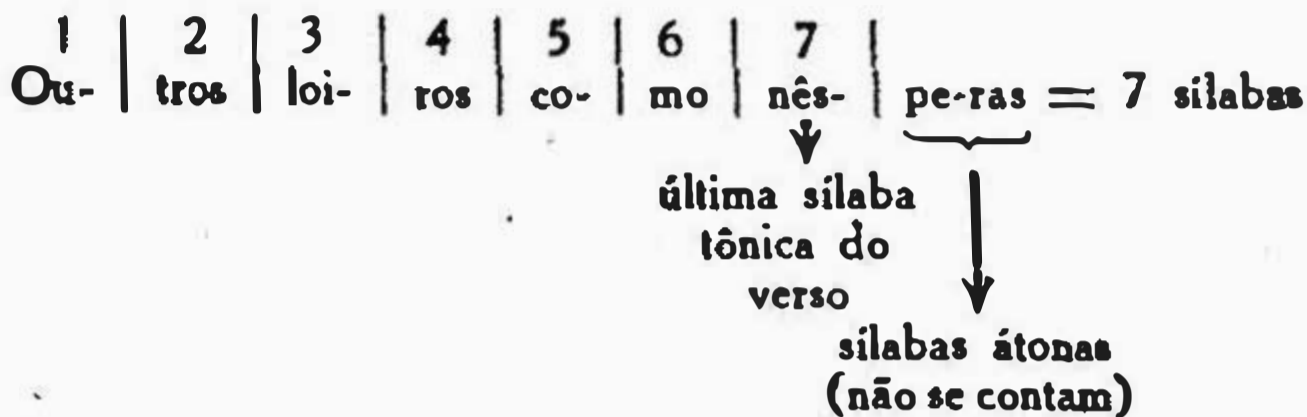 1 | 2 | 3 | 4 | 5 | 6 | 7 |
Ou- | tros | loi- | ros | co- | mo | nês- | pe-ras = 7 sílabas
última sílaba
tônica do
verso
sílabas átonas
(não se contam)